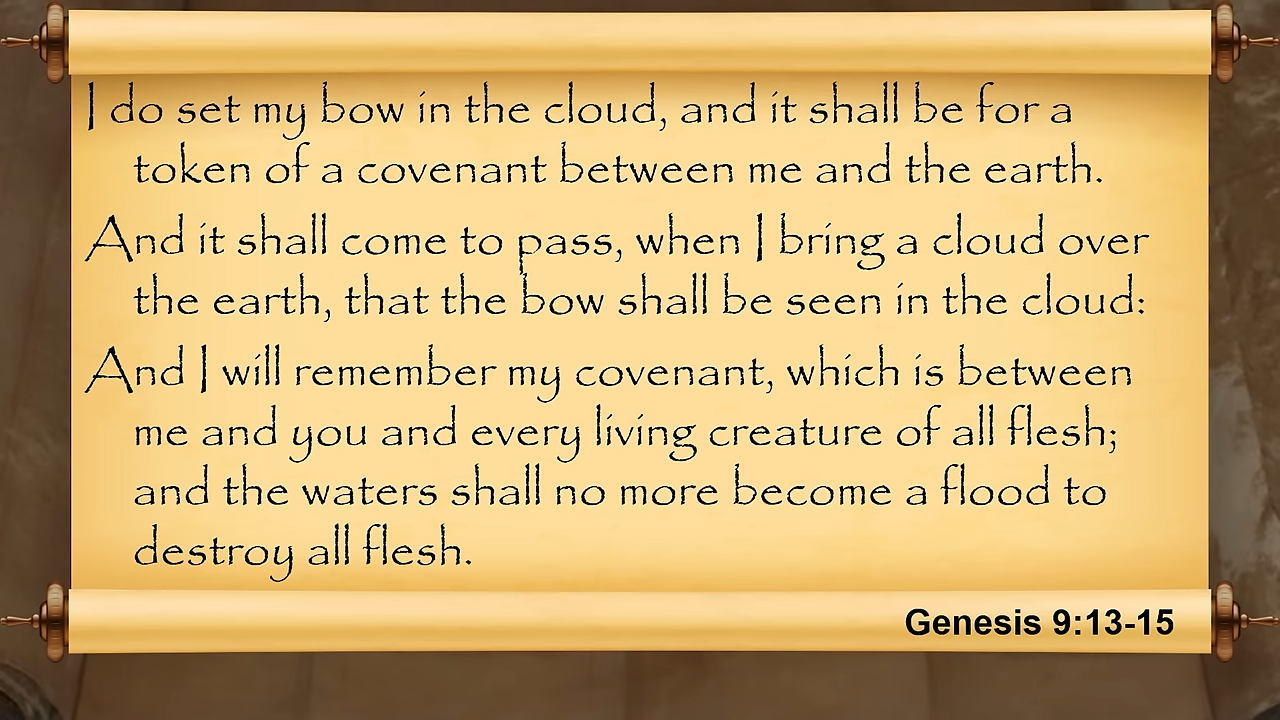 I do set my bow in the cloud, and it shall be for a
token of a covenant between me and the earth.
And it shall come to pass, when I bring a cloud over
the earth, that the bow shall be seen in the cloud:
And I will remember my covenant, which is between
me and you and every living creature of all flesh;
and the waters shall no more become a flood to
destroy all flesh.
Genesis 9:13-15